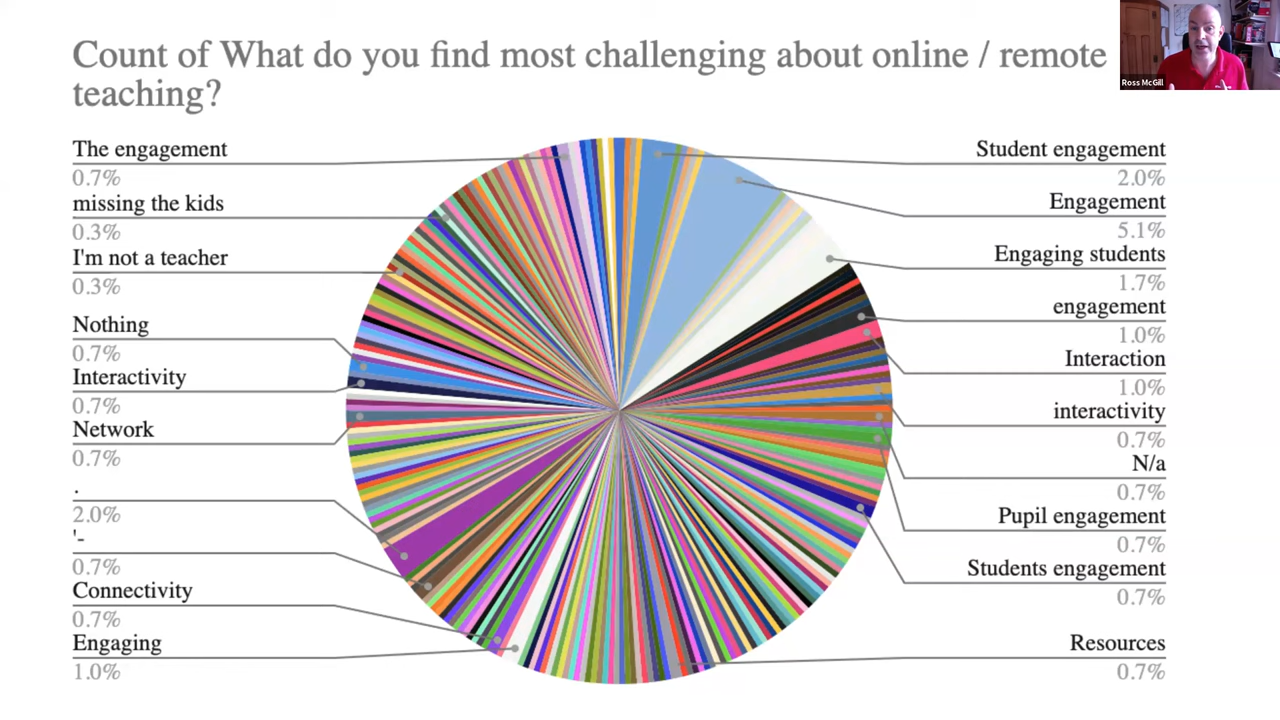 Count of What do you find most challenging about online / remote
teaching?
Ross McGill
The engagement
0.7%
missing the kids
0.3%
I'm not a teacher
0.3%
Nothing
0.7%
Interactivity
0.7%
Network
0.7%
.
2.0%
'-
0.7%
Connectivity
0.7%
Engaging
1.0%
Student engagement
2.0%
Engagement
5.1%
Engaging students
1.7%
engagement
1.0%
Interaction
1.0%
interactivity
0.7%
N/a
0.7%
Pupil engagement
0.7%
Students engagement
0.7%
Resources
0.7%